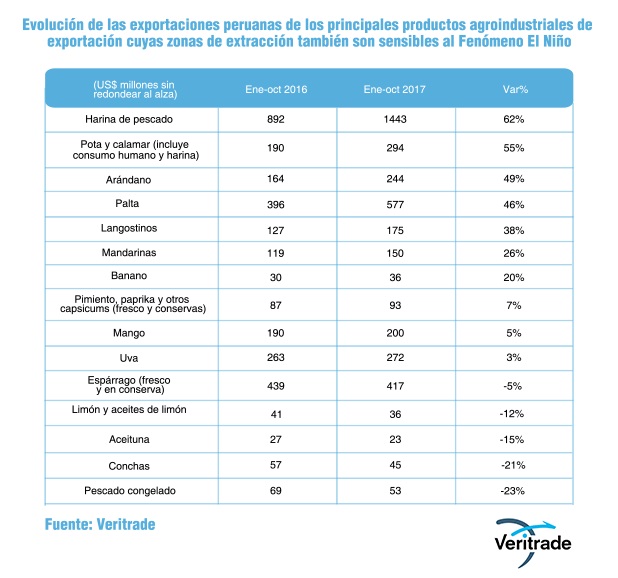 Evolución de las exportaciones peruanas de los principales productos agroindustriales de
exportación cuyas zonas de extracción también son sensibles al Fenómeno El Niño
(US$ millones sin
redondear al alza) Ene-oct 2016 Ene-oct 2017 Var%
Harina de pescado 892 1443 62%
Pota y calamar (incluye
consumo humano y harina) 190 294 55%
Arándano 164 244 49%
Palta 396 577 46%
Langostinos 127 175 38%
Mandarinas 119 150 26%
Banano 30 36 20%
Pimiento, paprika y otros
capsicums (fresco y conservas) 87 93 7%
Mango 190 200 5%
Uva 263 272 3%
Espárrago (fresco
y en conserva) 439 417 -5%
Limón y aceites de limón 41 36 -12%
Aceituna 27 23 -15%
Conchas 57 45 -21%
Pescado congelado 69 53 -23%
Fuente: Veritrade
Veritrade